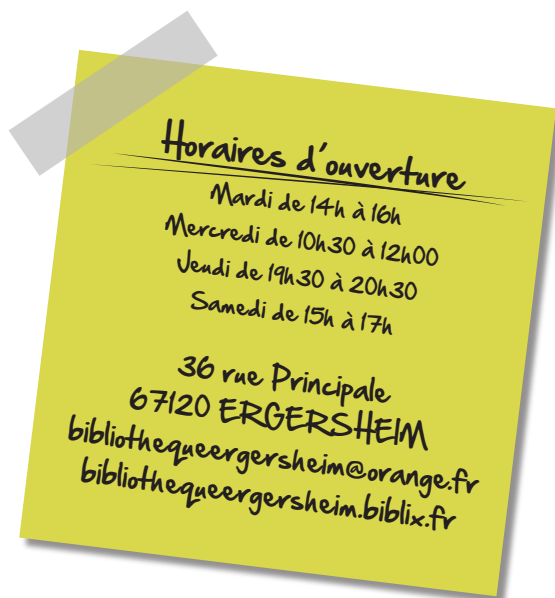 Horaires d'ouverture
Mardi de 14h à 16h
Mercredi de 10h30 à 12h00
Jeudi de 19h30 à 20h30
Samedi de 15h à 17h
36 rue Principale
67120 ERGERSHEIM
bibliothequeergersheim@orange.fr
bibliothequeergersheim.biblix.fr